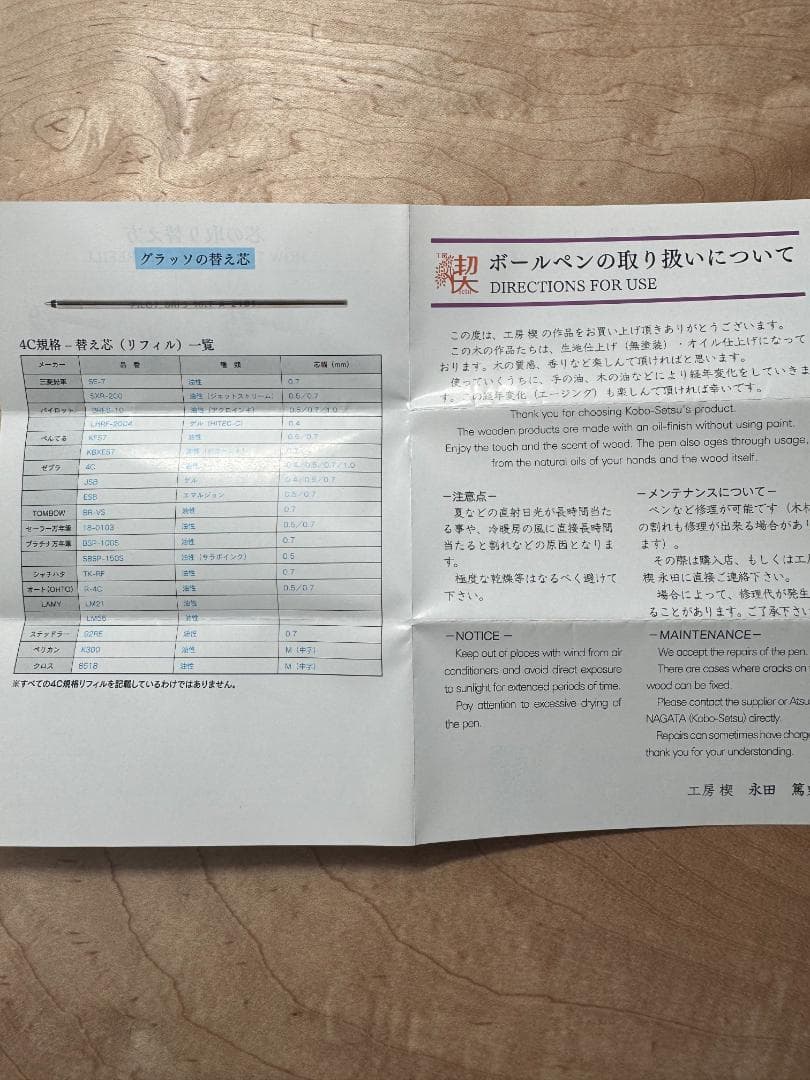 グラッソの替え芯
4C規格 – 替え芯（リフィル）一覧
メーカー 品番 種類 芯幅（mm）
三菱鉛筆 SE-7 油性 0.7
SXR-200 油性（ジェットストリーム） 0.5/0.7
パイロット BRFS-10 油性（アクロインキ） 0.5/0.7/1.0
LHRF-20C4 ゲル（HITEC-C） 0.4
ぺんてる KFS7 油性 0.5/0.7
KBXES7 油性 0.7
ゼブラ 4C 油性 0.4/0.5/0.7/1.0
JSB ゲル 0.4/0.5/0.7
ESB エマルジョン 0.5/0.7
TOMBOW BR-VS 油性 0.7
セーラー万年筆 18-0103 油性 0.5/0.7
プラチナ万年筆 BSP-100S 油性 0.7
SBSP-150S 油性（サラボインク） 0.5
シャチハタ TK-RF 油性 0.7
オート(OHTO) R-4C 油性 0.5/0.7
LAMY LM21 油性
LM55 油性
ステッドラー 92RE 油性 0.7
ペリカン K300 油性 M（中字）
クロス 8518 油性 M（中字）
※すべての4C規格リフィルを記載しているわけではありません。
工房 楔
ボールペンの取り扱いについて
DIRECTIONS FOR USE
この度は、工房 楔 の作品をお買い上げ頂きありがとうございます。
この木の作品たちは、生地仕上げ（無塗装）・オイル仕上げになって
おります。木の質感、香りなど楽しんで頂ければと思います。
使っていくうちに、手の油、木の油などにより経年変化をしていきま
す。この経年変化（エージング）も楽しんで頂ければ幸いです。
Thank you for choosing Kobo-Setsu's product.
The wooden products are made with an oil-finish without using paint.
Enjoy the touch and the scent of wood. The pen also ages through usage,
from the natural oils of your hands and the wood itself.
－注意点－
夏などの直射日光が長時間当た
る事や、冷暖房の風に直接長時間
当たると割れなどの原因となりま
す。
極度な乾燥等はなるべく避けて
下さい。
－NOTICE－
Keep out of places with wind from air
conditioners and avoid direct exposure
to sunlight for extenced periods of time.
Pay attention to excessive drying of
the pen.
－メンテナンスについて－
ペンなど修理が可能です（木材
の割れも修理が出来る場合があり
ます）。
その際は購入店、もしくは工房
楔 永田に直接ご連絡下さい。
場合によって、修理代が発生
ることがあります。ご了承下さい
－MAINTENANCE－
We accept the repairs of the pen.
There are cases where cracks on
wood can be fixed.
Please contact the supplier or Atsu
NAGATA (Kobo-Setsu) directly.
Repairs can sometimes have charge
thank you for your understanding.
工房 楔 永田 篤